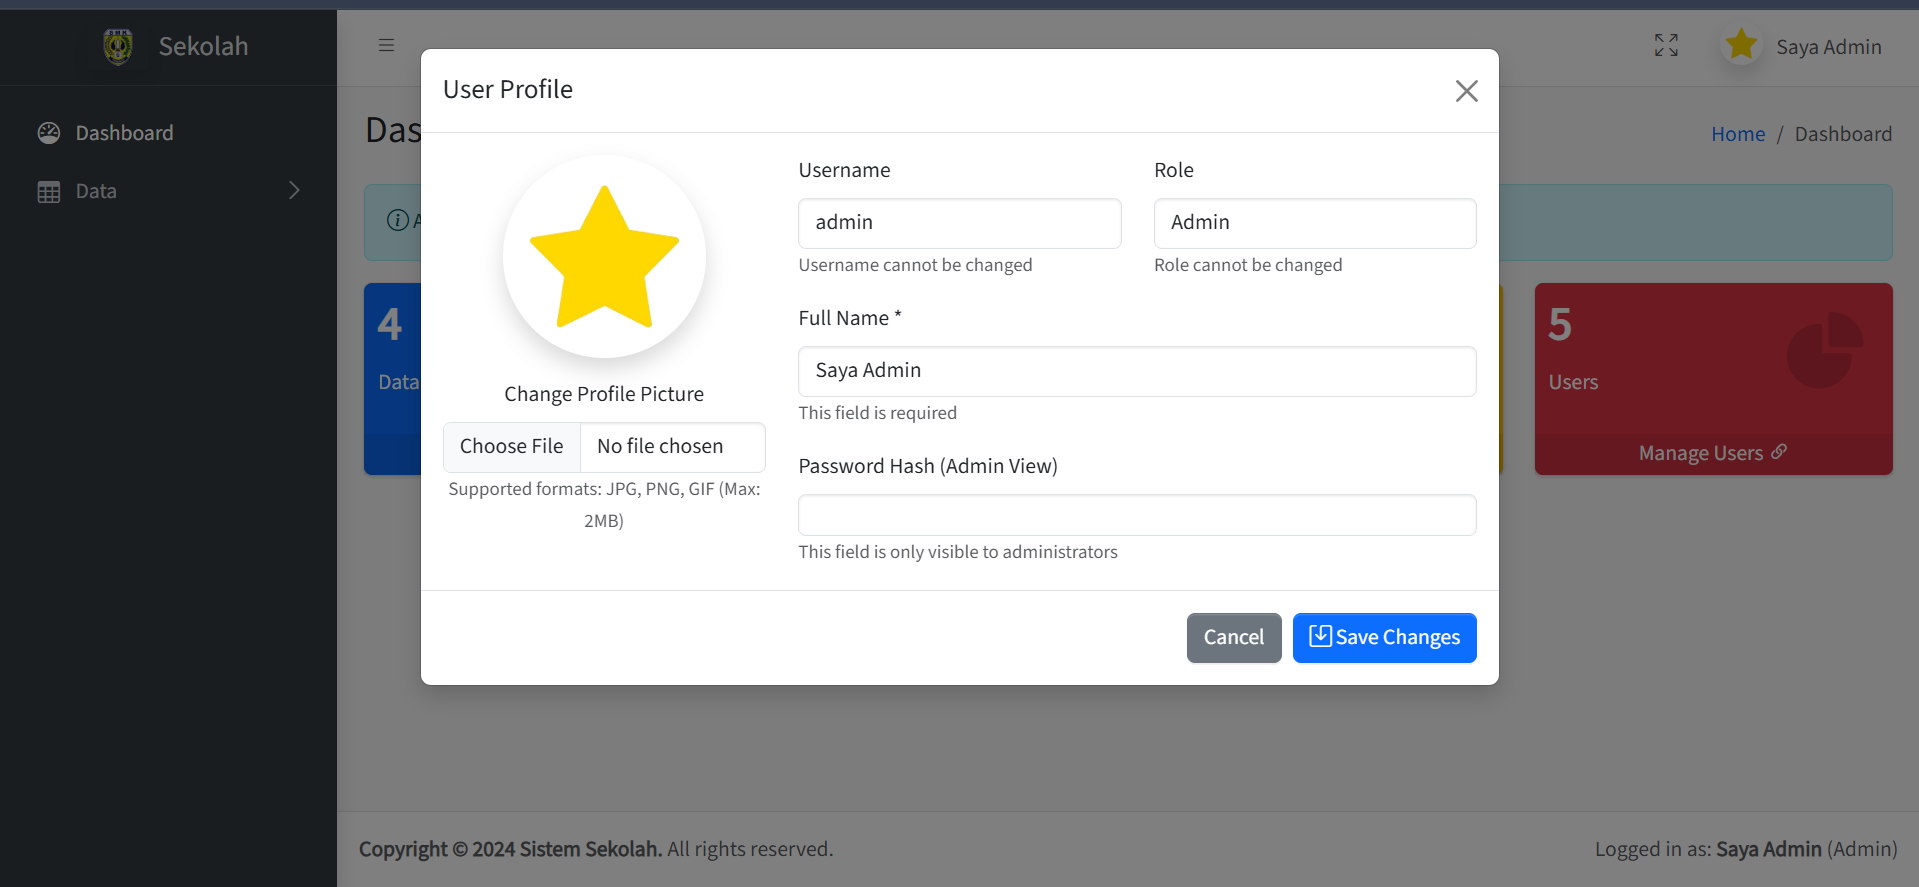 Sekolah
Saya Admin
Dashboard
Data
Das
Home / Dashboard
A
4
Data
5
Users
Manage Users
User Profile
Change Profile Picture
Choose File No file chosen
Supported formats: JPG, PNG, GIF (Max:
2MB)
Username
admin
Username cannot be changed
Role
Admin
Role cannot be changed
Full Name *
Saya Admin
This field is required
Password Hash (Admin View)
This field is only visible to administrators
Cancel
Save Changes
Copyright © 2024 Sistem Sekolah. All rights reserved.
Logged in as: Saya Admin (Admin)